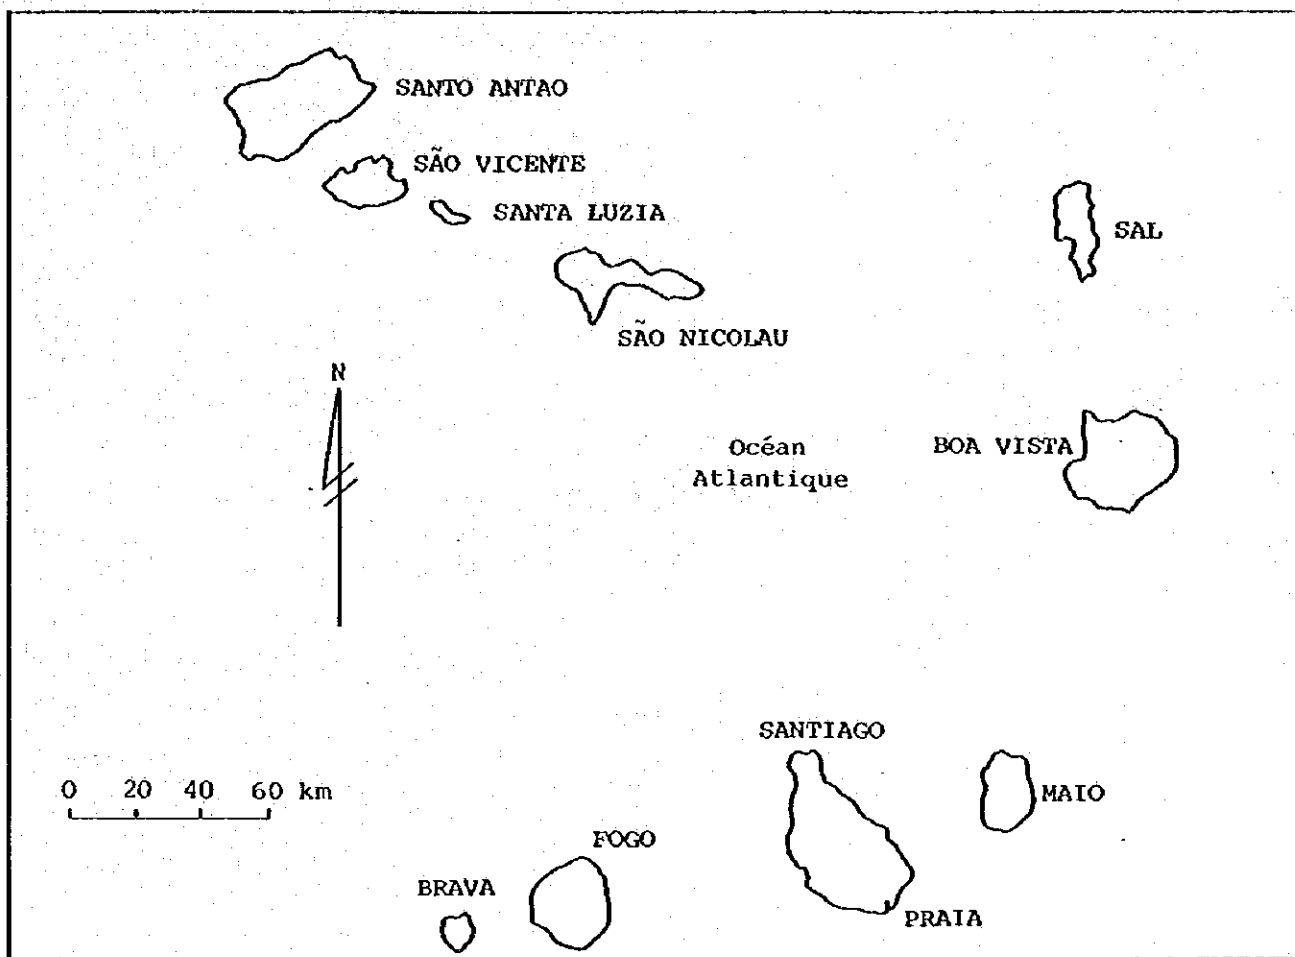 SANTO ANTAO
SÃO VICENTE
SANTA LUZIA
SAL
SÃO NICOLAU
N
Océan
Atlantique
BOA VISTA
SANTIAGO
0 20 40 60 km
MAIO
FOGO
BRAVA
PRAIA